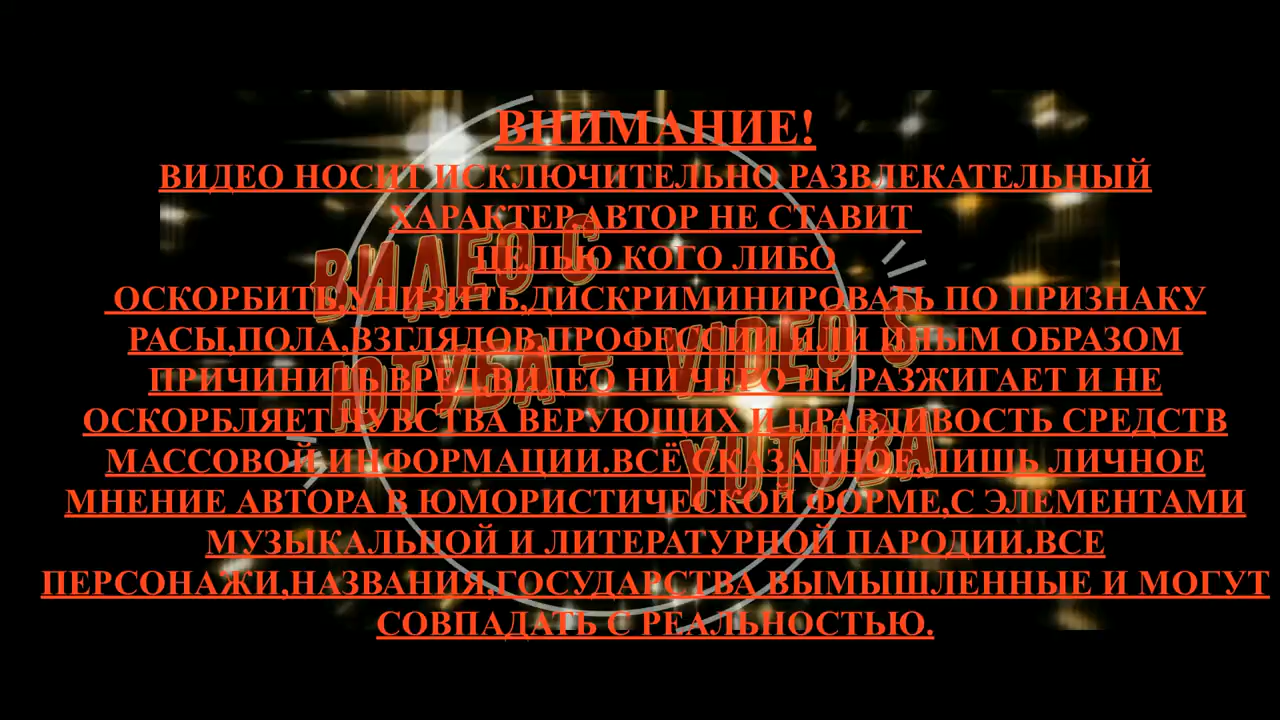 ВНИМАНИЕ!
ВИДЕО НОСИТ ИСКЛЮЧИТЕЛЬНО РАЗВЛЕКАТЕЛЬНЫЙ
ХАРАКТЕР.АВТОР НЕ СТАВИТ
ЦЕЛЬЮ КОГО ЛИБО
ОСКОРБИТЬ,УНИЗИТЬ,ДИСКРИМИНИРОВАТЬ ПО ПРИЗНАКУ
РАСЫ,ПОЛА,ВЗГЛЯДОВ,ПРОФЕССИИ ИЛИ ИНЫМ ОБРАЗОМ
ПРИЧИНИТЬ ВРЕД.ВИДЕО НИ ЧЕГО НЕ РАЗЖИГАЕТ И НЕ
ОСКОРБЛЯЕТ ЧУВСТВА ВЕРУЮЩИХ И ПРАВДИВОСТЬ СРЕДСТВ
МАССОВОЙ ИНФОРМАЦИИ.ВСЁ СКАЗАННОЕ,ЛИШЬ ЛИЧНОЕ
МНЕНИЕ АВТОРА В ЮМОРИСТИЧЕСКОЙ ФОРМЕ,С ЭЛЕМЕНТАМИ
МУЗЫКАЛЬНОЙ И ЛИТЕРАТУРНОЙ ПАРОДИИ.ВСЕ
ПЕРСОНАЖИ,НАЗВАНИЯ,ГОСУДАРСТВА ВЫМЫШЛЕННЫЕ И МОГУТ
СОВПАДАТЬ С РЕАЛЬНОСТЬЮ.
ВИДЕО С
ЮТУБА - VIDEO S
YUTUBA